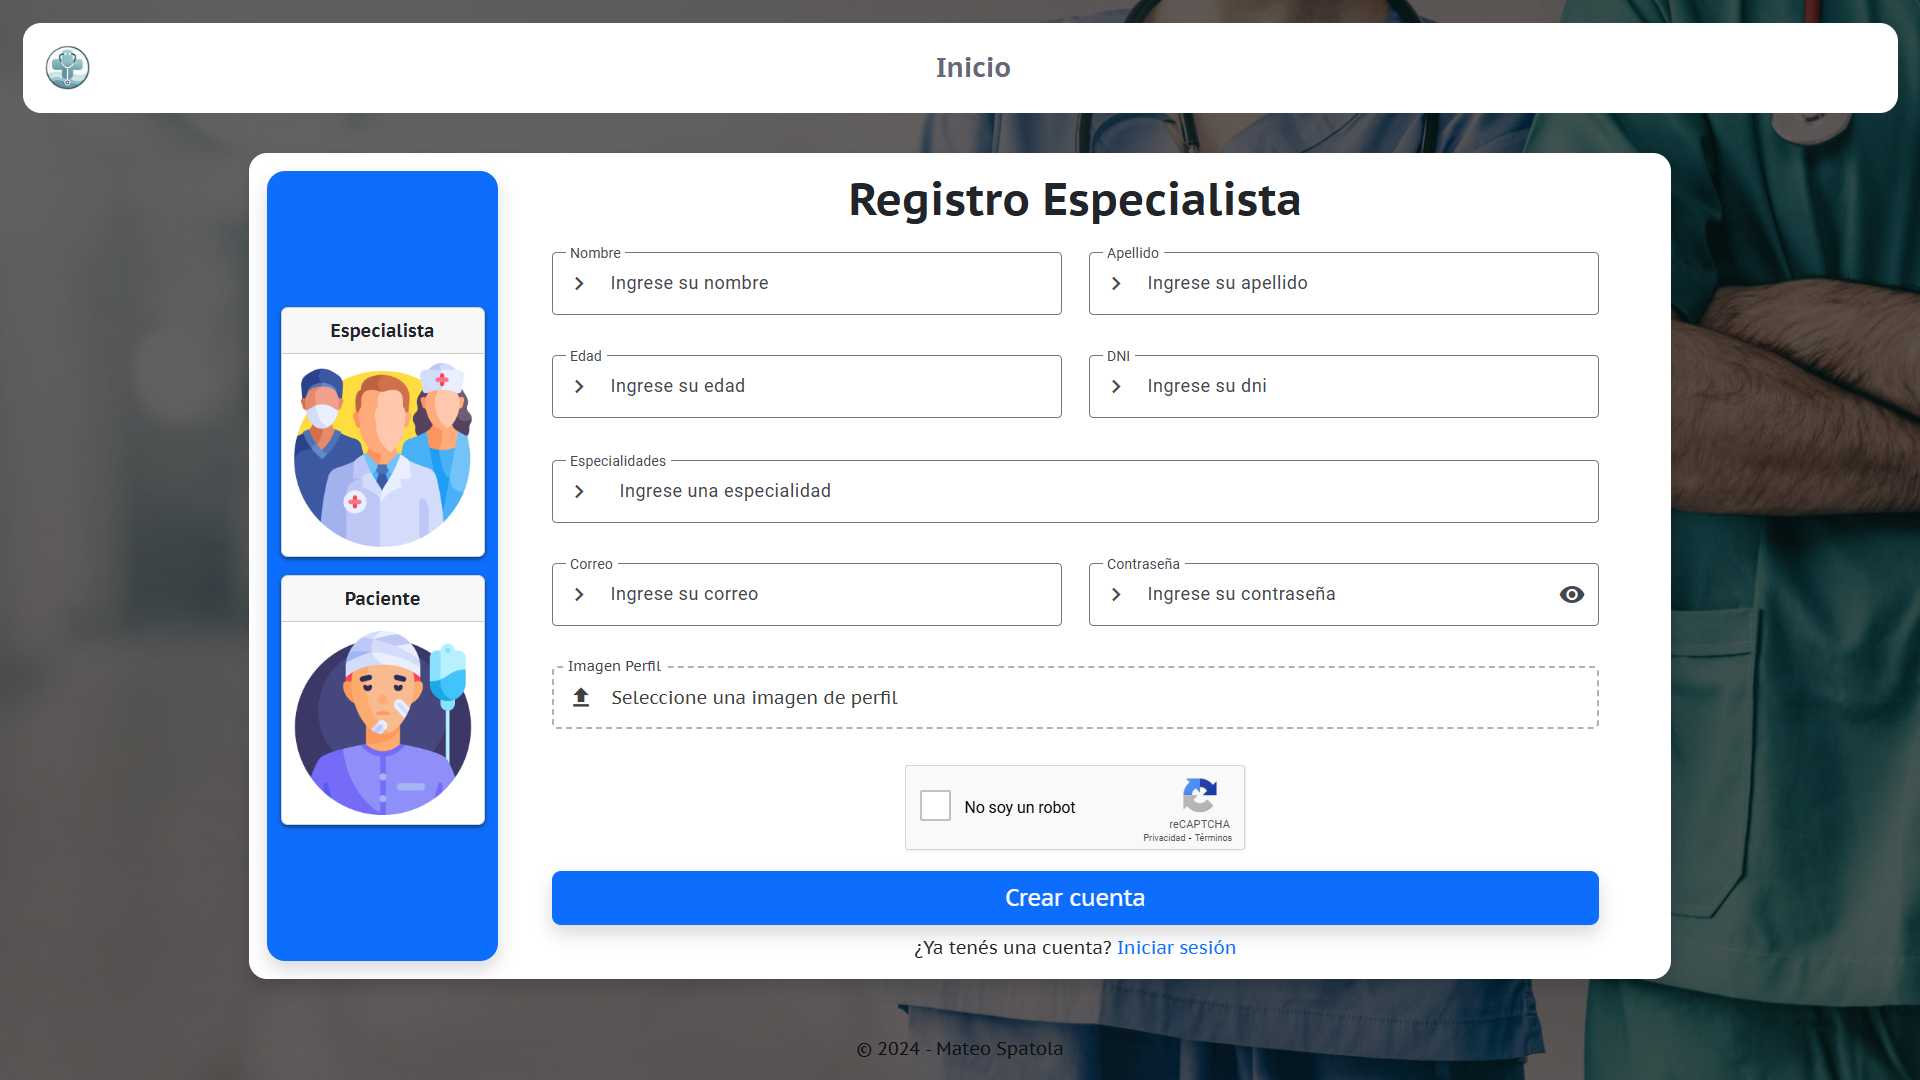 Inicio
Especialista
Paciente
Registro Especialista
Nombre
Ingrese su nombre
Apellido
Ingrese su apellido
Edad
Ingrese su edad
DNI
Ingrese su dni
Especialidades
Ingrese una especialidad
Correo
Ingrese su correo
Contraseña
Ingrese su contraseña
Imagen Perfil
Seleccione una imagen de perfil
No soy un robot
reCAPTCHA
Privacidad - Términos
Crear cuenta
¿Ya tenés una cuenta? Iniciar sesión
© 2024 - Mateo Spatola